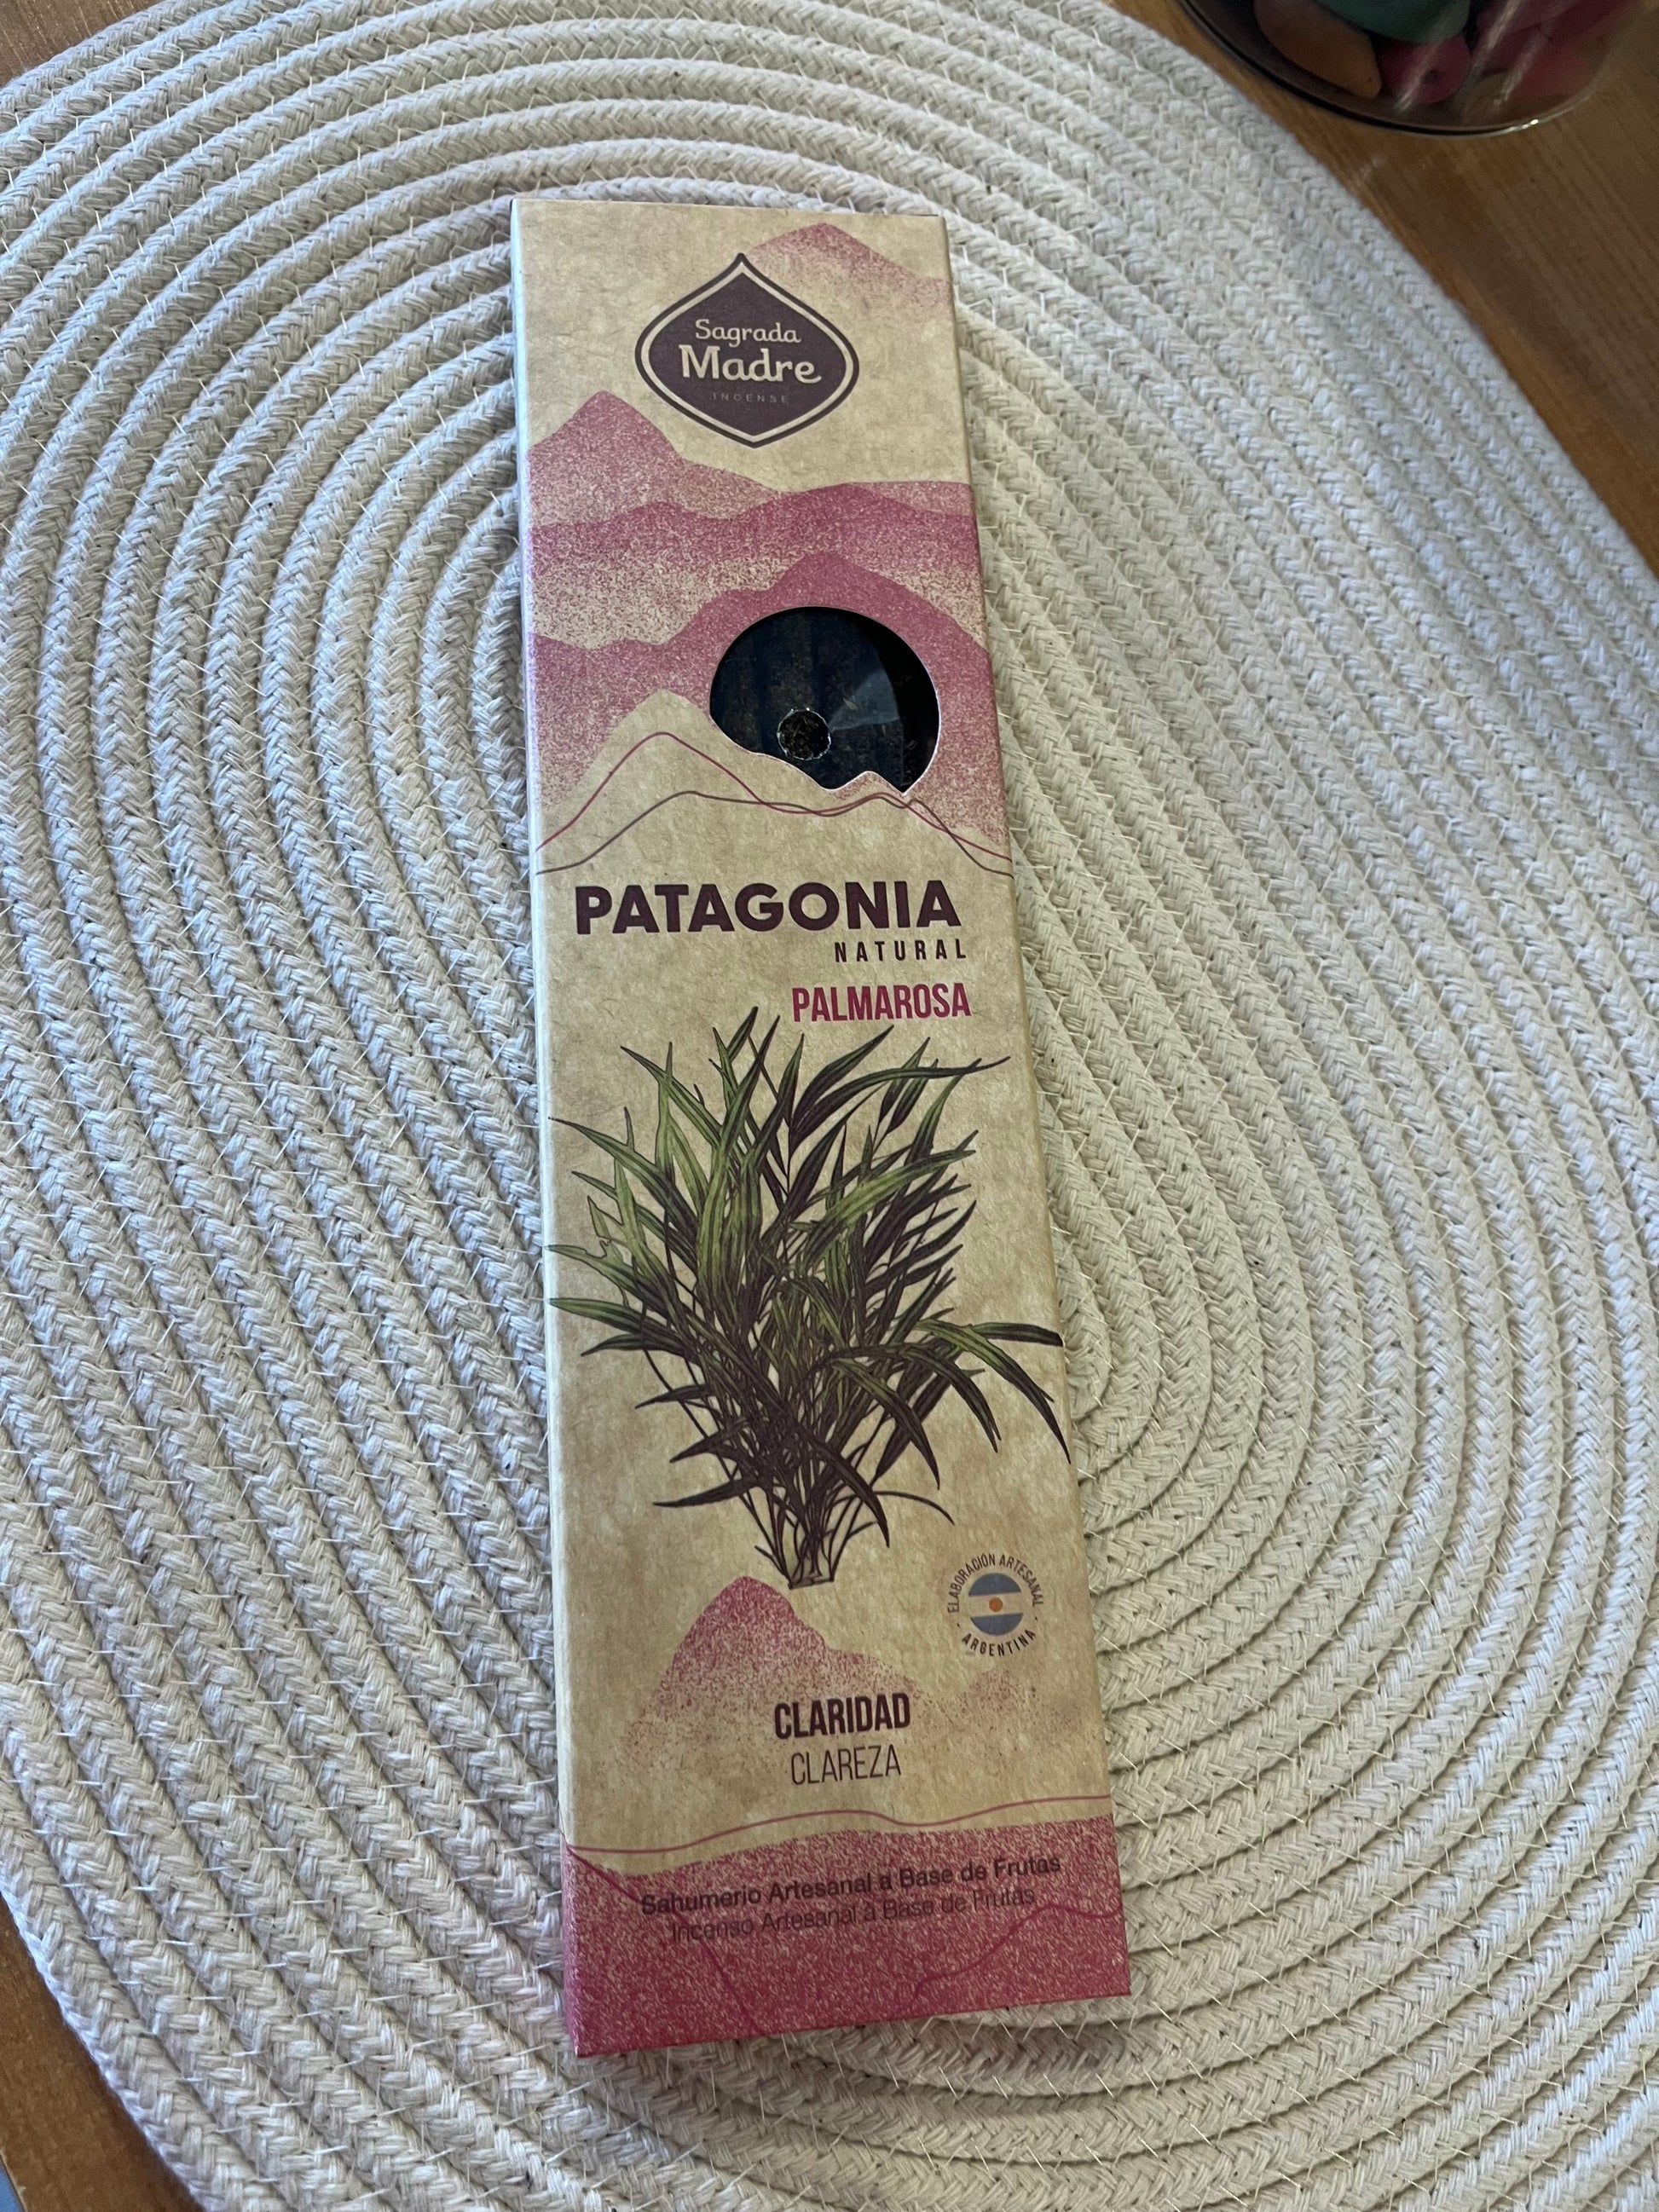 Sagrada
Madre
INCENSE
PATAGONIA
NATURAL
PALMAROSA
ELABORACIÓN ARTESANAL
· ARGENTINA ·
CLARIDAD
CLAREZA
Sahumerio Artesanal a Base de Frutas
Incenso Artesanal à Base de Frutas